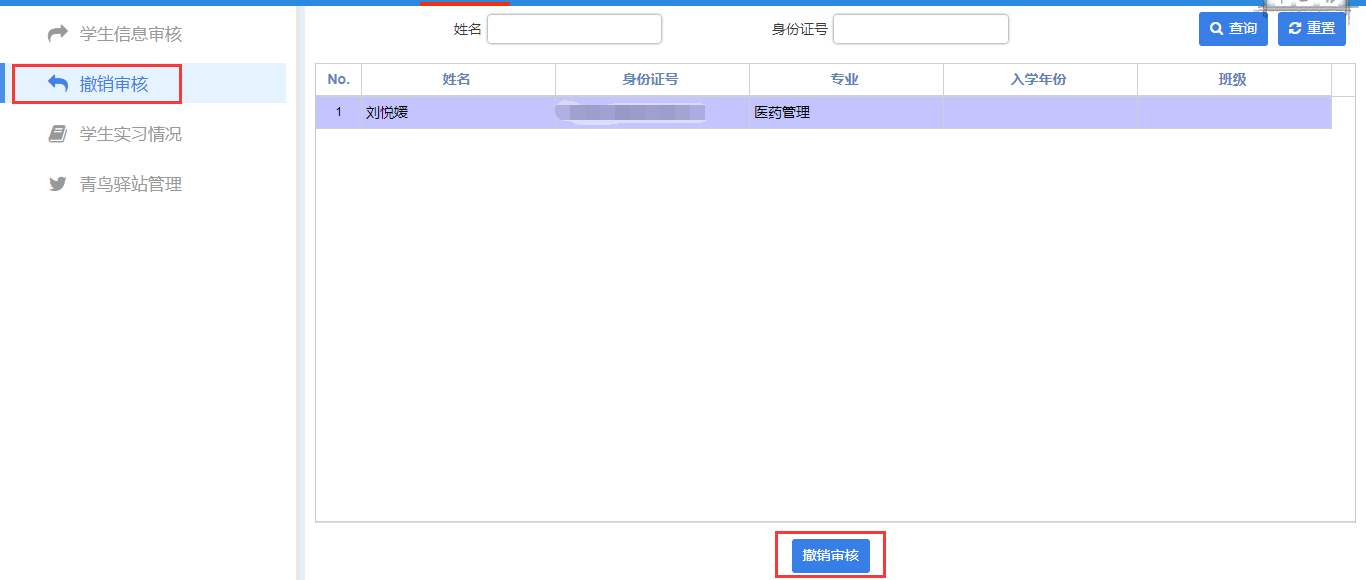 学生信息审核
撤销审核
学生实习情况
青鸟驿站管理
姓名 身份证号 查询 重置
No. 姓名 身份证号 专业 入学年份 班级
1 刘悦媛 医药管理
撤销审核